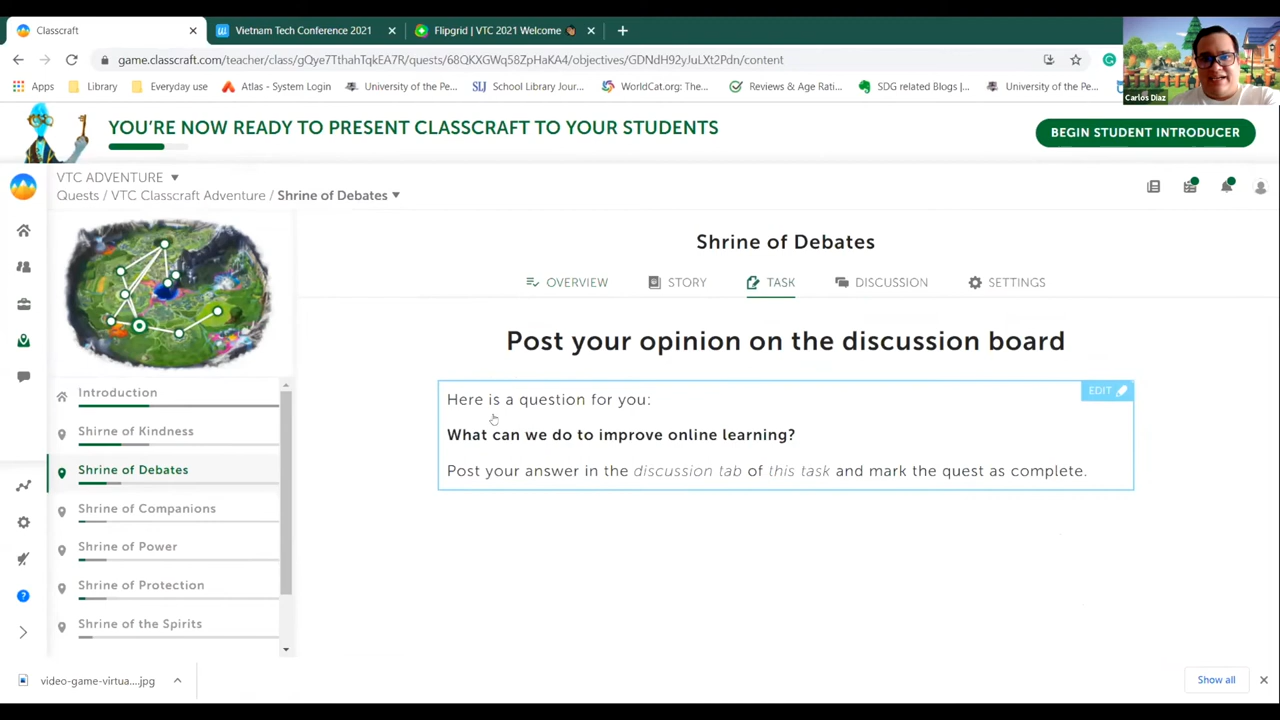 Classcraft
Vietnam Tech Conference 2021
Flipgrid | VTC 2021 Welcome
game.classcraft.com/teacher/class/gQye7TthahTqkEA7R/quests/68QKXGWq58ZpHaKA4/objectives/GDNdH92yJuLXt2Pdn/content
Apps
Library
Everyday use
Atlas - System Login
University of the Pe...
School Library Jour...
WorldCat.org: The...
Reviews & Age Rati...
SDG related Blogs |...
University of the Pe...
Carlos Diaz
YOU'RE NOW READY TO PRESENT CLASSCRAFT TO YOUR STUDENTS
BEGIN STUDENT INTRODUCER
VTC ADVENTURE
Quests / VTC Classcraft Adventure / Shrine of Debates
Shrine of Debates
OVERVIEW
STORY
TASK
DISCUSSION
SETTINGS
Post your opinion on the discussion board
EDIT
Here is a question for you:
What can we do to improve online learning?
Post your answer in the discussion tab of this task and mark the quest as complete.
Introduction
Shirne of Kindness
Shrine of Debates
Shrine of Companions
Shrine of Power
Shrine of Protection
Shrine of the Spirits
video-game-virtua....jpg
Show all